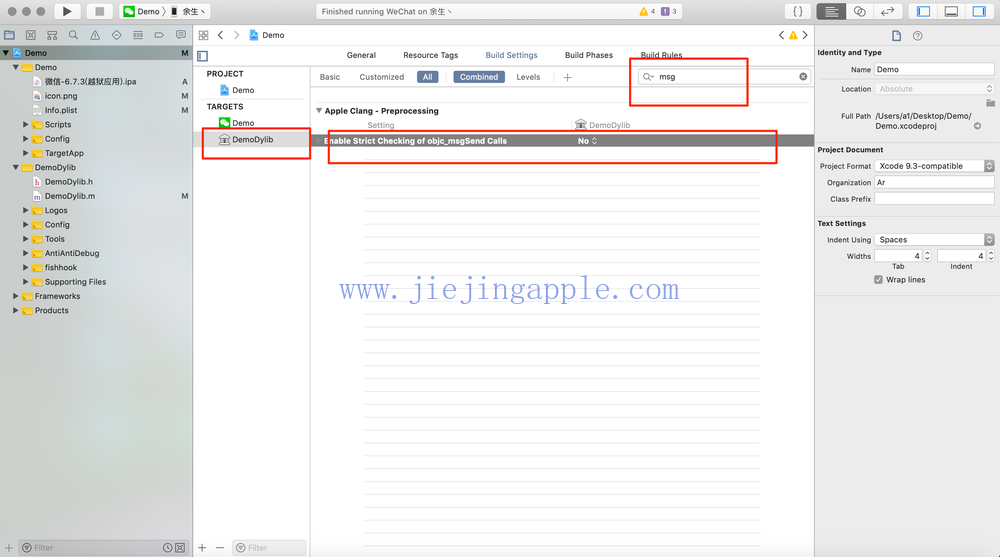 Demo 〉 余生丶
Finished running WeChat on 余生丶
4
3
{ }
Demo
M
Demo
微信-6.7.3(越狱应用).ipa
A
icon.png
M
Info.plist
M
Scripts
Config
TargetApp
DemoDylib
DemoDylib.h
DemoDylib.m
M
Logos
Config
Tools
AntiAntiDebug
fishhook
Supporting Files
Frameworks
Products
Filter
Demo
General
Resource Tags
Build Settings
Build Phases
Build Rules
PROJECT
Demo
TARGETS
Demo
DemoDylib
Filter
Basic
Customized
All
Combined
Levels
msg
Apple Clang - Preprocessing
Setting
DemoDylib
Enable Strict Checking of objc_msgSend Calls
No
www.jiejingapple.com
Identity and Type
Name
Demo
Location
Absolute
Full Path
/Users/a1/Desktop/Demo/
Demo.xcodeproj
Project Document
Project Format
Xcode 9.3-compatible
Organization
Ar
Class Prefix
Text Settings
Indent Using
Spaces
Widths
4
4
Tab
Indent
Wrap lines